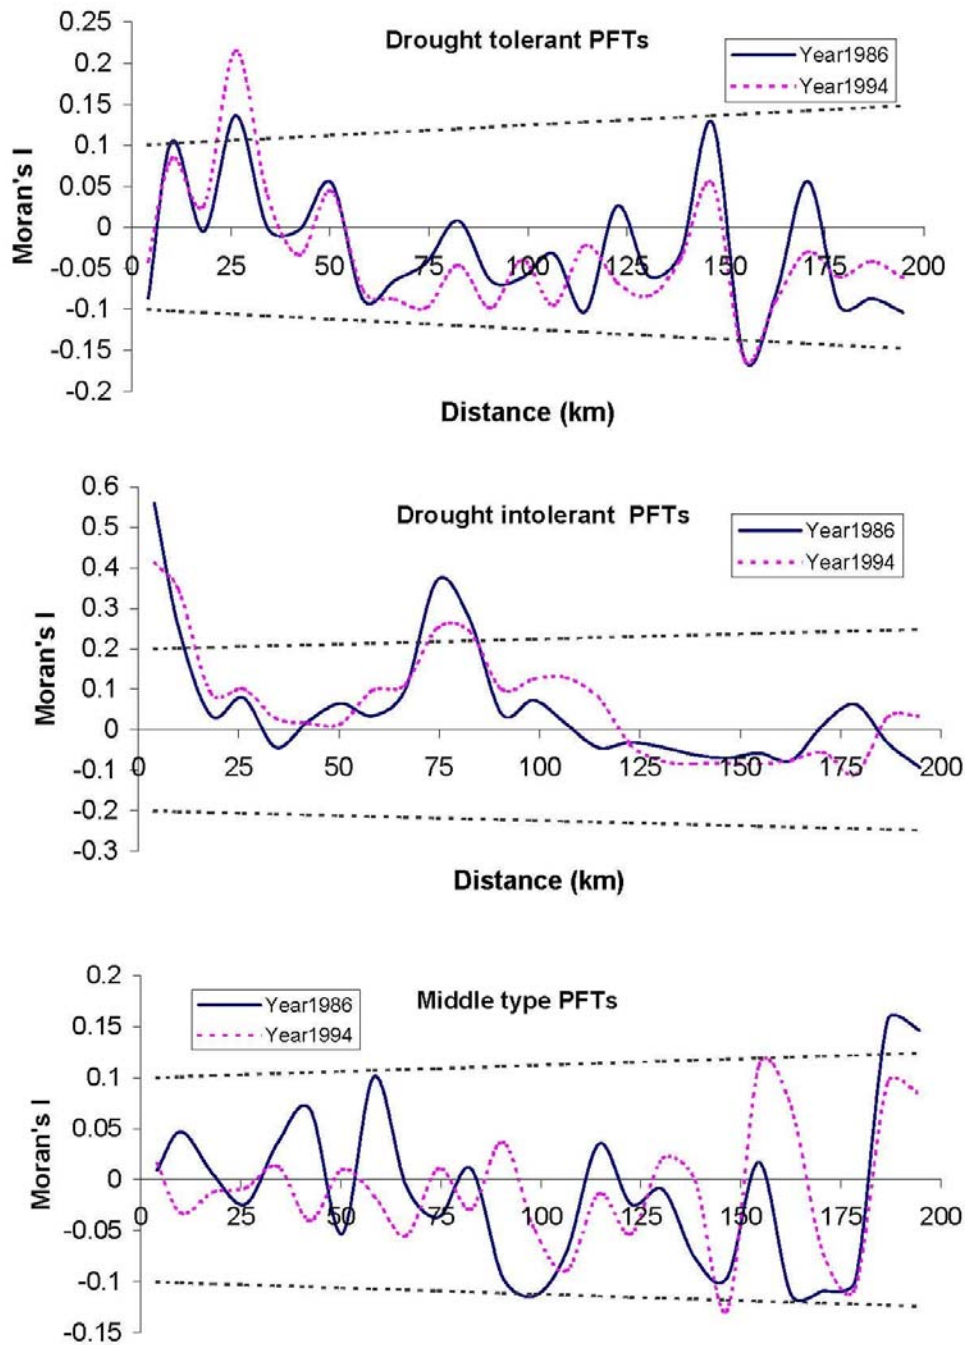 Drought tolerant PFTs
Year1986
Year1994
0.25
0.2
0.15
0.1
0.05
0
-0.05
-0.1
-0.15
-0.2
Moran's I
0 25 50 75 100 125 150 175 200
Distance (km)
Drought intolerant PFTs
Year1986
Year1994
0.6
0.5
0.4
0.3
0.2
0.1
0
-0.1
-0.2
-0.3
Moran's I
0 25 50 75 100 125 150 175 200
Distance (km)
Middle type PFTs
Year1986
Year1994
0.2
0.15
0.1
0.05
0
-0.05
-0.1
-0.15
Moran's I
0 25 50 75 100 125 150 175 200